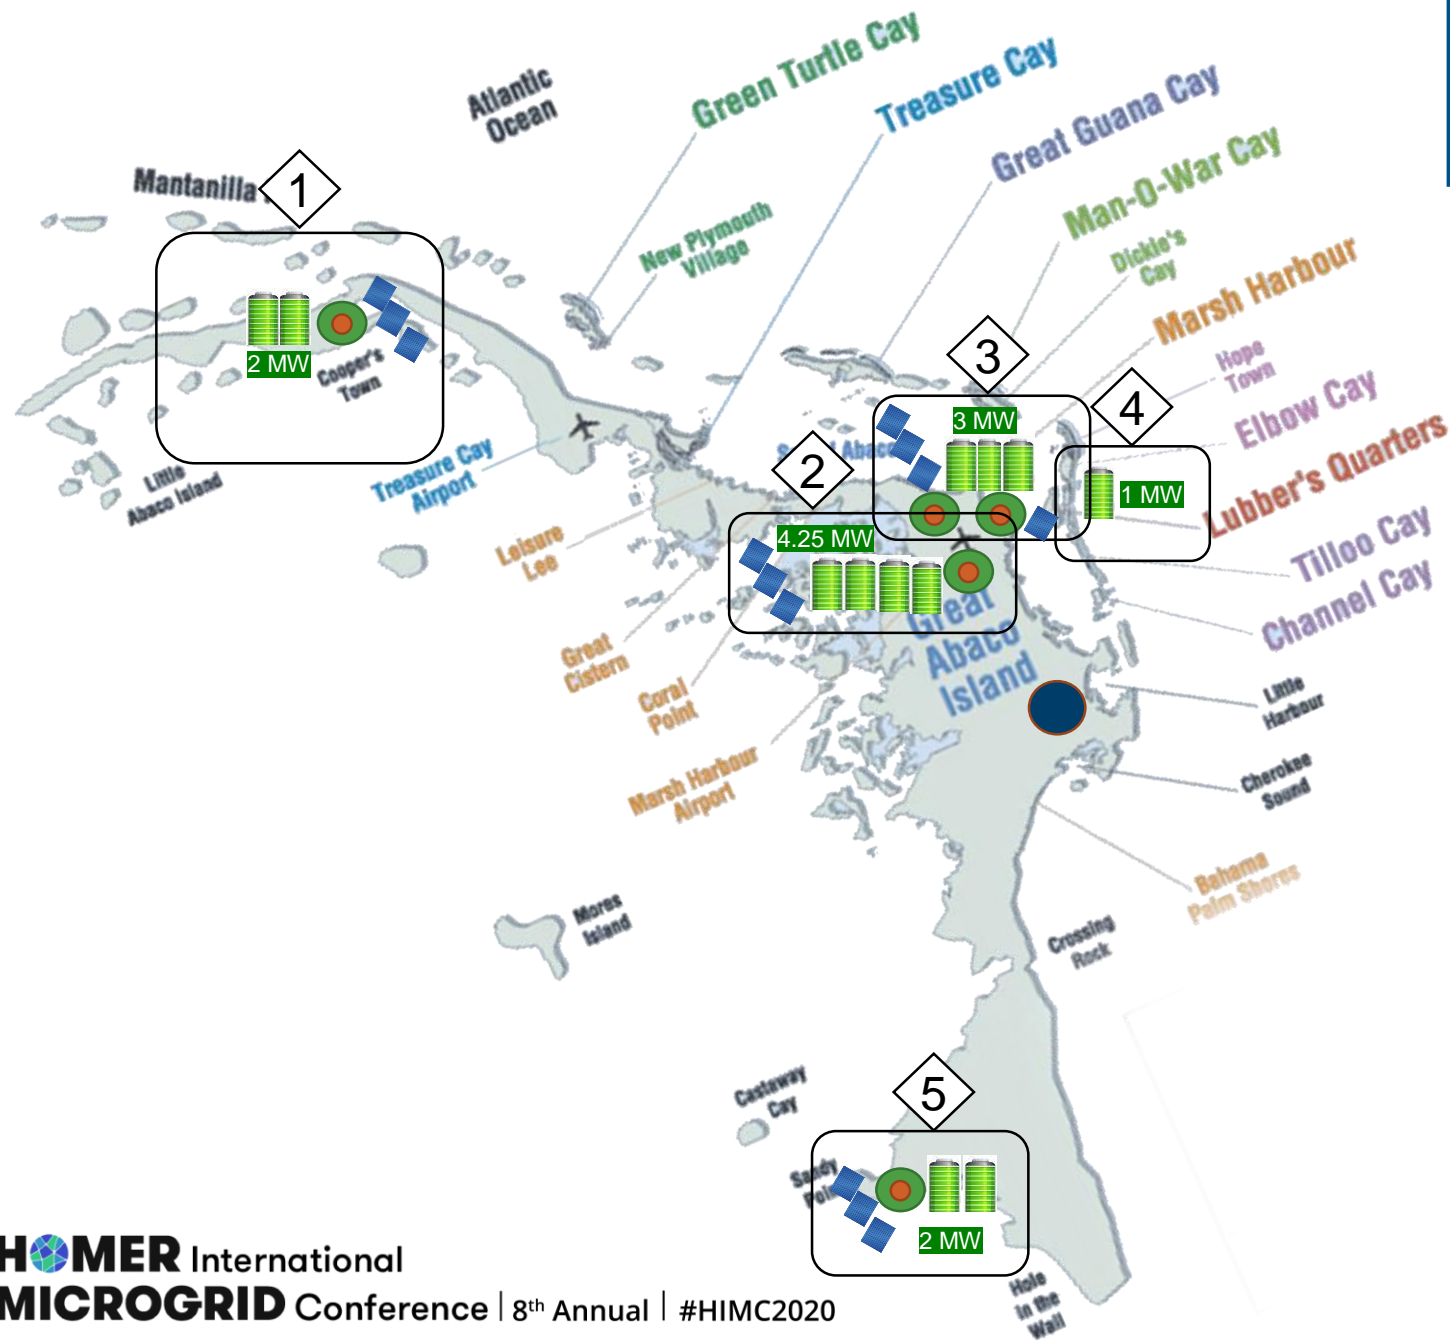 Green Turtle Cay
Treasure Cay
Atlantic
Ocean
Great Guana Cay
Man-O-War Cay
Mantanilla
1
New Plymouth
Village
Dickie's
Cay
Marsh Harbour
2 MW
Cooper's
Town
3
Hope
Town
4
Elbow Cay
3 MW
Lubber's Quarters
Little
Abaco Island
Treasure Cay
Airport
2
1 MW
Leisure
Lee
4.25 MW
Tilloo Cay
Channel Cay
Great
Abaco
Island
Great
Cistern
Coral
Point
Little
Harbour
Marsh Harbour
Airport
Cherokee
Sound
Bahama
Palm Shores
Mores
Island
Crossing
Rock
Castaway
Cay
5
Sandy
2 MW
Hole
in the
Wall
HOMER International
MICROGRID Conference | 8th Annual | #HIMC2020